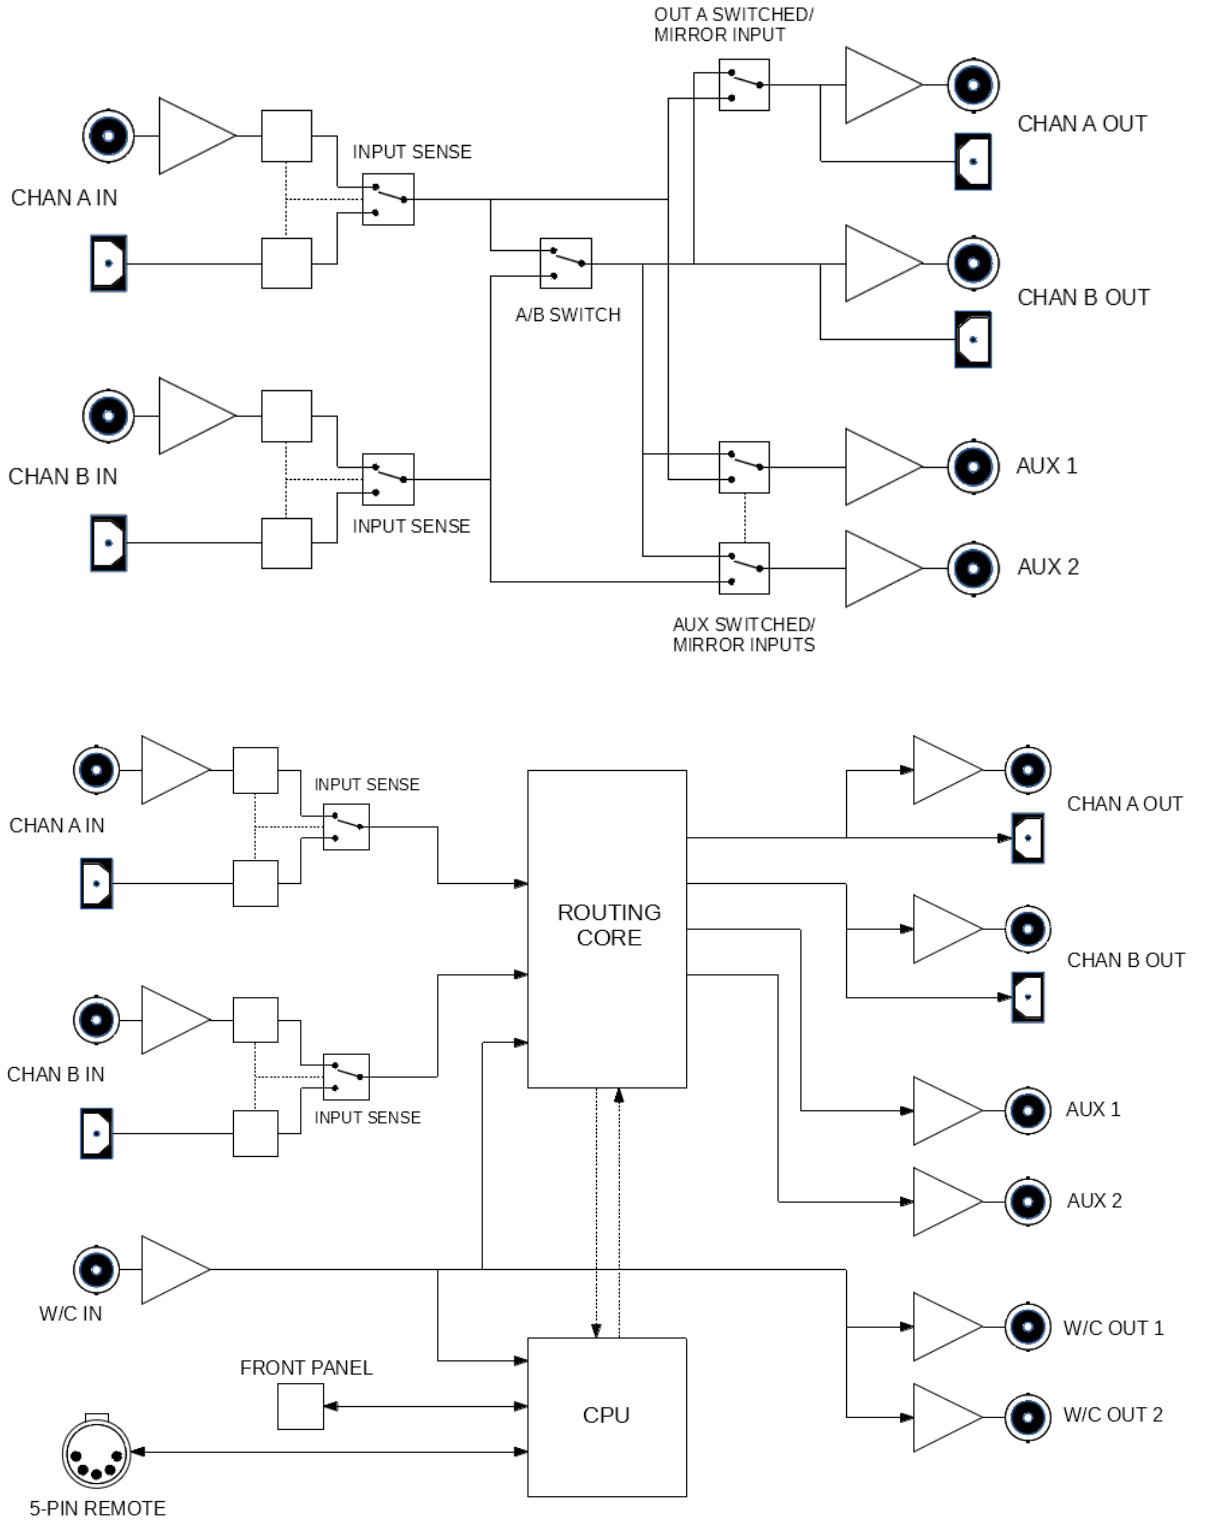 OUT A SWITCHED/
MIRROR INPUT
CHAN A IN
INPUT SENSE
CHAN A OUT
A/B SWITCH
CHAN B OUT
CHAN B IN
INPUT SENSE
AUX 1
AUX 2
AUX SWITCHED/
MIRROR INPUTS
CHAN A IN
INPUT SENSE
CHAN A OUT
ROUTING
CORE
CHAN B OUT
CHAN B IN
INPUT SENSE
AUX 1
AUX 2
W/C IN
W/C OUT 1
FRONT PANEL
CPU
W/C OUT 2
5-PIN REMOTE